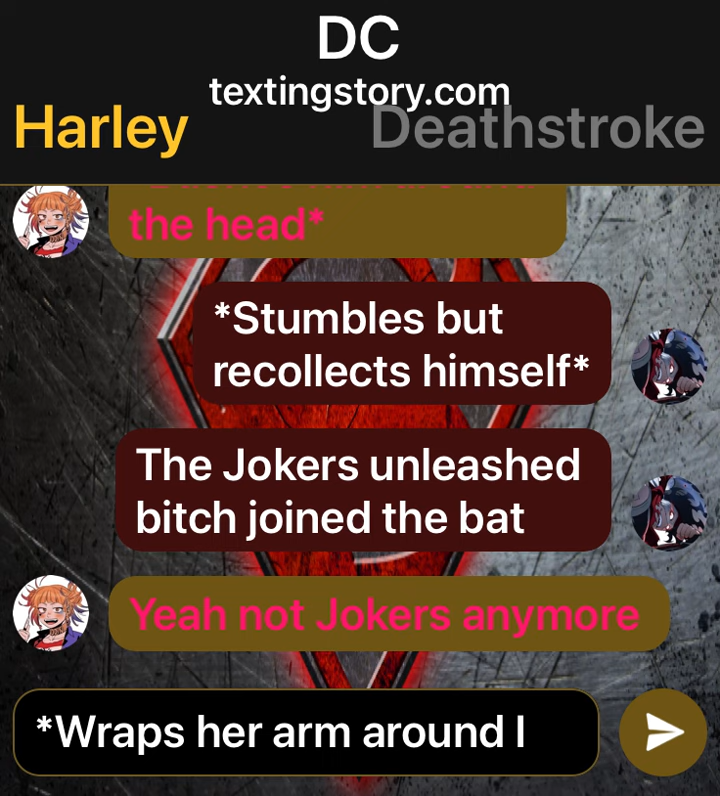 DC
textingstory.com
Harley
Deathstroke
the head*
*Stumbles but
recollects himself*
The Jokers unleashed
bitch joined the bat
Yeah not Jokers anymore
*Wraps her arm around I